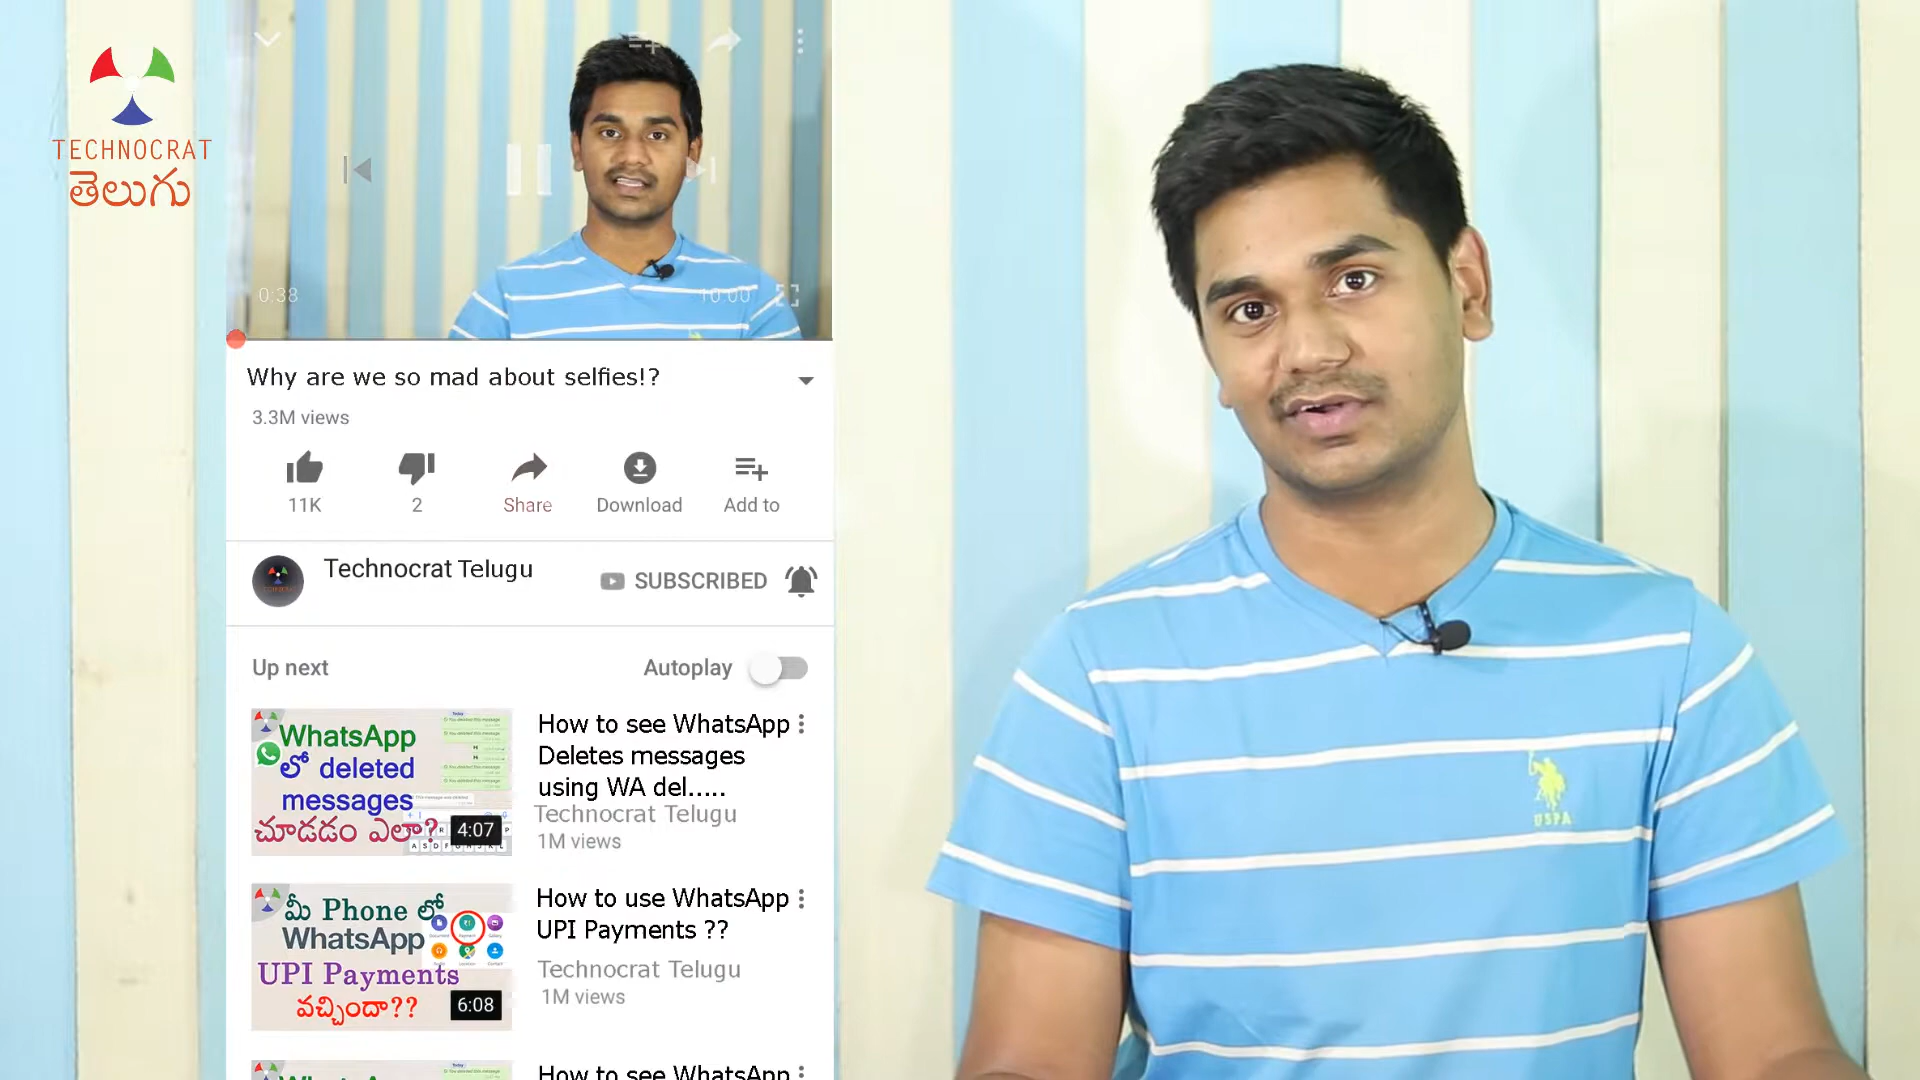 TECHNOCRAT
తెలుగు
0:38
10:00
Why are we so mad about selfies!?
3.3M views
11K
2
Share
Download
Add to
Technocrat Telugu
SUBSCRIBED
Up next
Autoplay
WhatsApp
లో deleted
messages
చూడడం ఎలా?
4:07
How to see WhatsApp
Deletes messages
using WA del.....
Technocrat Telugu
1M views
మీ Phone లో
WhatsApp
UPI Payments
వచ్చిందా??
6:08
How to use WhatsApp
UPI Payments ??
Technocrat Telugu
1M views
How to see WhatsApp
USPA